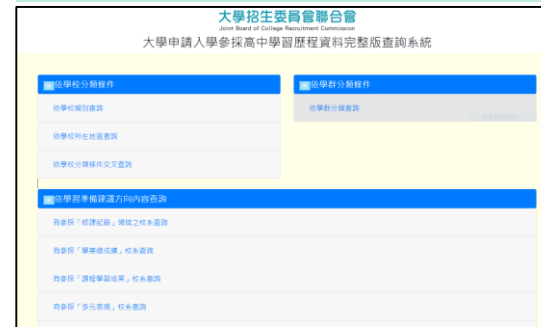 大學招生委員會聯合會
Joint Board of College Recruitment Commission
大學申請入學參採高中學習歷程資料完整版查詢系統
依學校分類條件
依學校類別查詢
依學校所在地區查詢
依學校分類條件交叉查詢
依學群分類條件
依學群分類查詢
依學習準備建議方向內容查詢
有參採「修課紀錄」領域之校系查詢
有參採「學業總成績」校系查詢
有參採「課程學習成果」校系查詢
有參採「多元表現」校系查詢